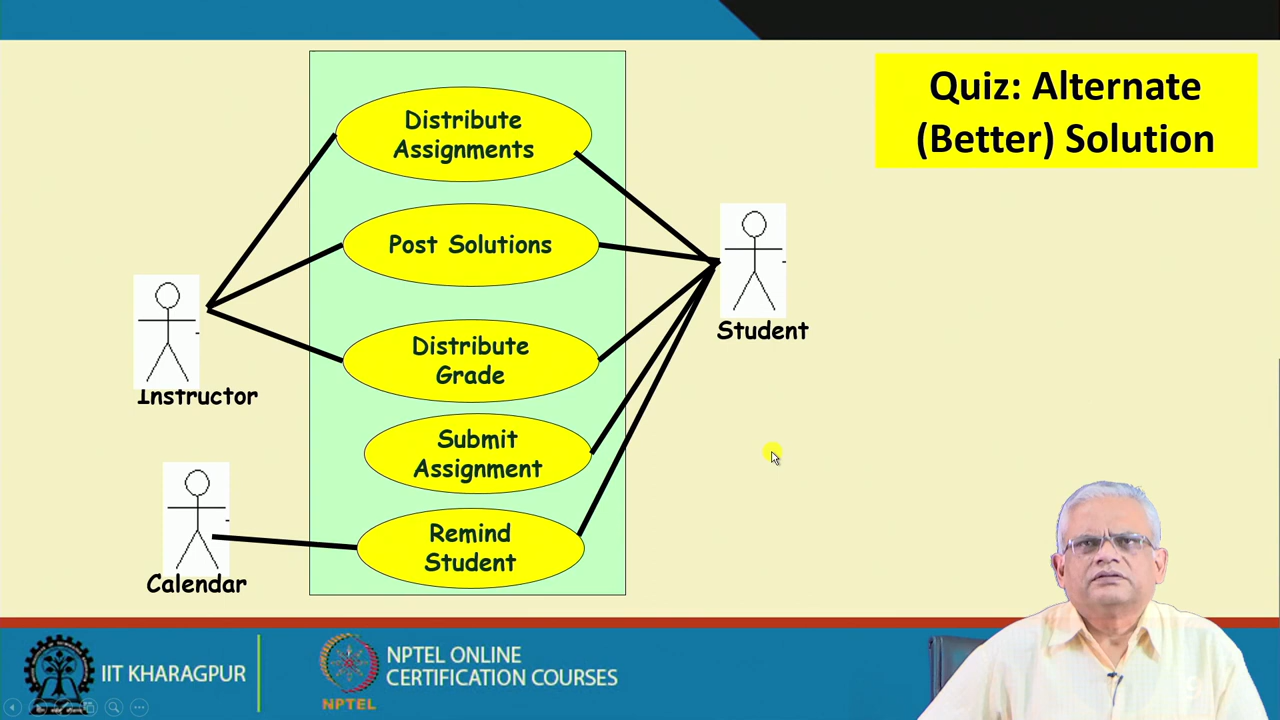 Quiz: Alternate
(Better) Solution
Distribute
Assignments
Post Solutions
Distribute
Grade
Submit
Assignment
Remind
Student
Instructor
Calendar
Student
IIT KHARAGPUR
NPTEL
NPTEL ONLINE
CERTIFICATION COURSES